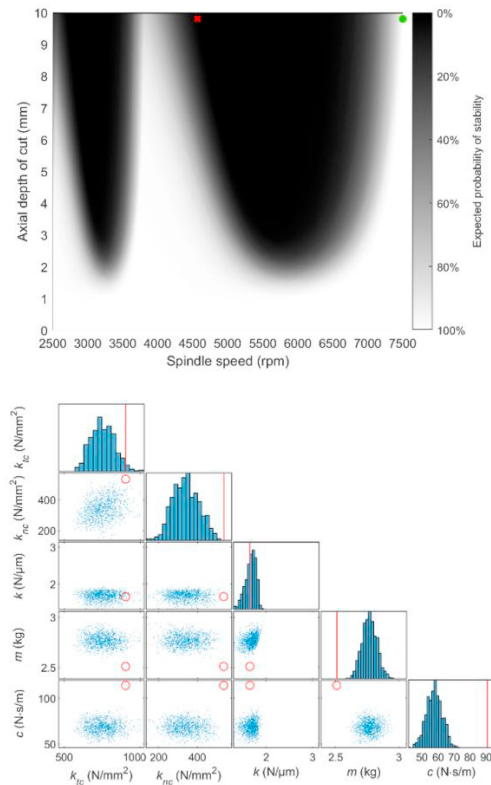 10
9
8
7
6
5
4
3
2
1
0
Axial depth of cut (mm)
2500 3000 3500 4000 4500 5000 5500 6000 6500 7000 7500
Spindle speed (rpm)
0%
20%
40%
60%
80%
100%
Expected probability of stability
k_tc (N/mm²)
k_nc (N/mm²)
400
200
k (N/µm)
3
2
m (kg)
3
2.5
c (N·s/m)
100
50
500 1000
k_tc (N/mm²)
200 400
k_nc (N/mm²)
2 3
k (N/µm)
2.5 3
m (kg)
50 60 70 80 90
c (N·s/m)